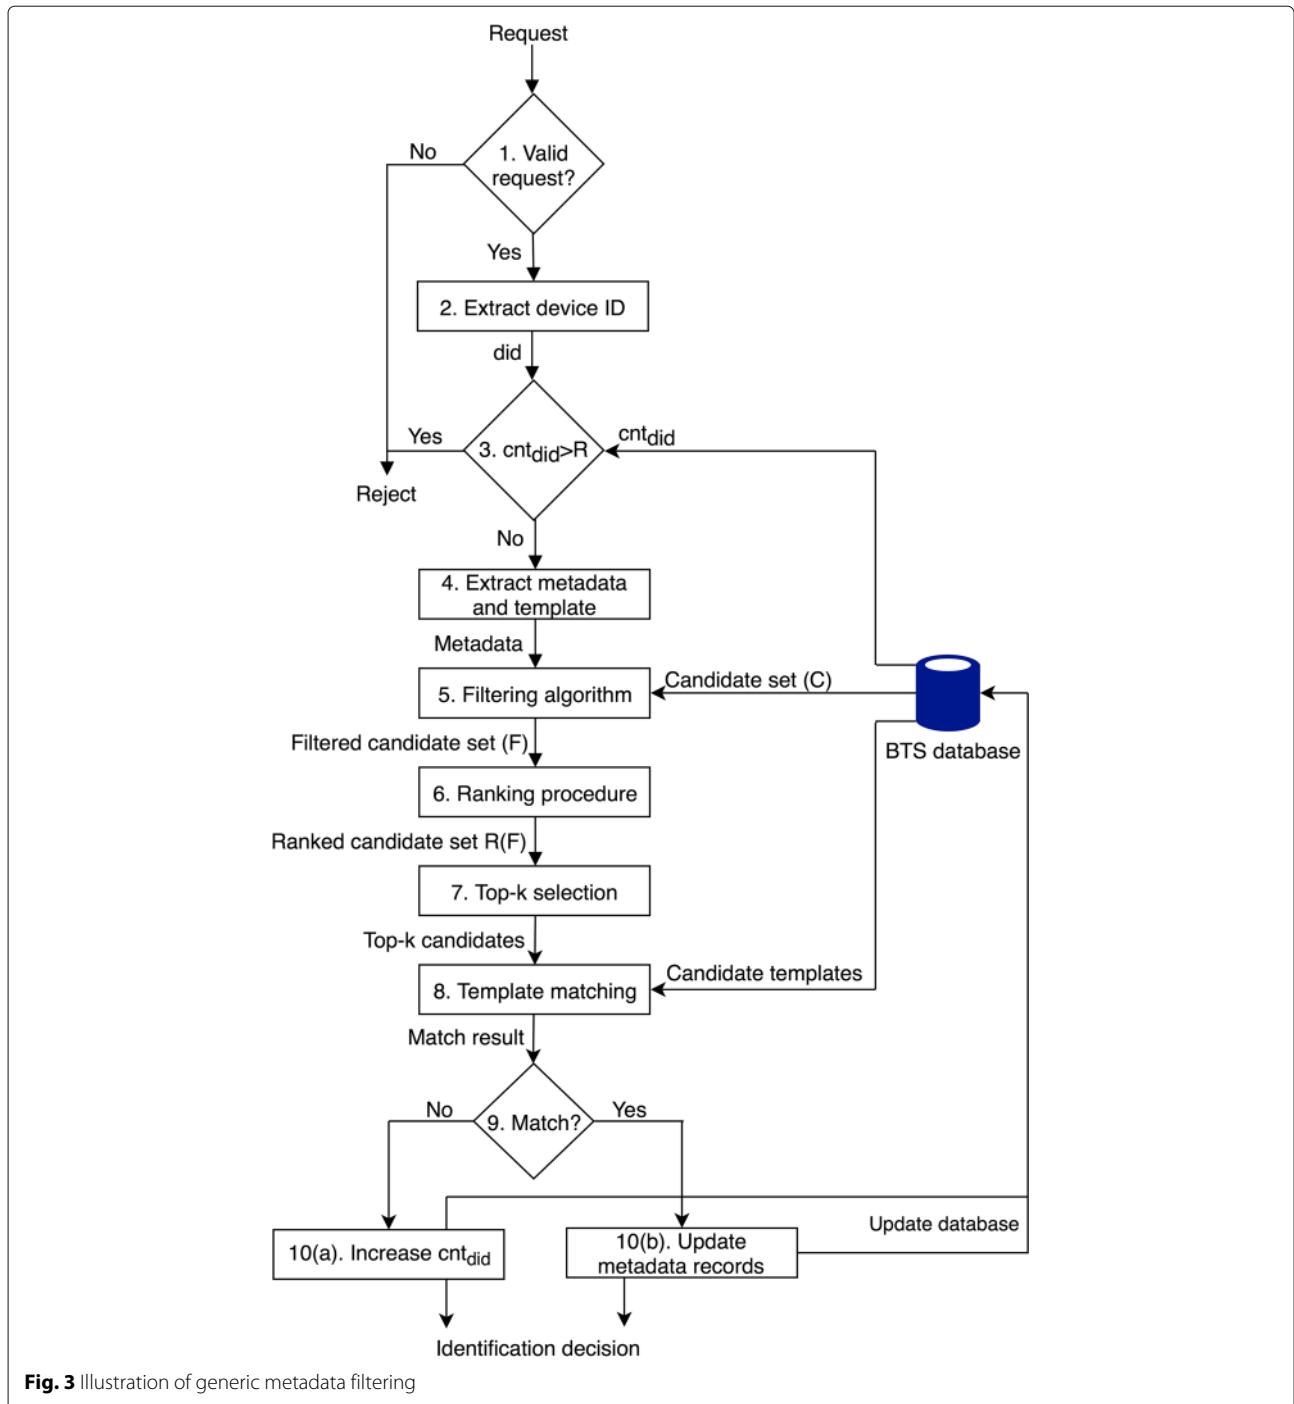 Request
No
1. Valid
request?
Yes
2. Extract device ID
did
Yes
3. cntdid>R
cntdid
Reject
No
4. Extract metadata
and template
Metadata
5. Filtering algorithm
Candidate set (C)
BTS database
Filtered candidate set (F)
6. Ranking procedure
Ranked candidate set R(F)
7. Top-k selection
Top-k candidates
Candidate templates
8. Template matching
Match result
No
9. Match?
Yes
Update database
10(a). Increase cntdid
10(b). Update
metadata records
Identification decision
Fig. 3 Illustration of generic metadata filtering